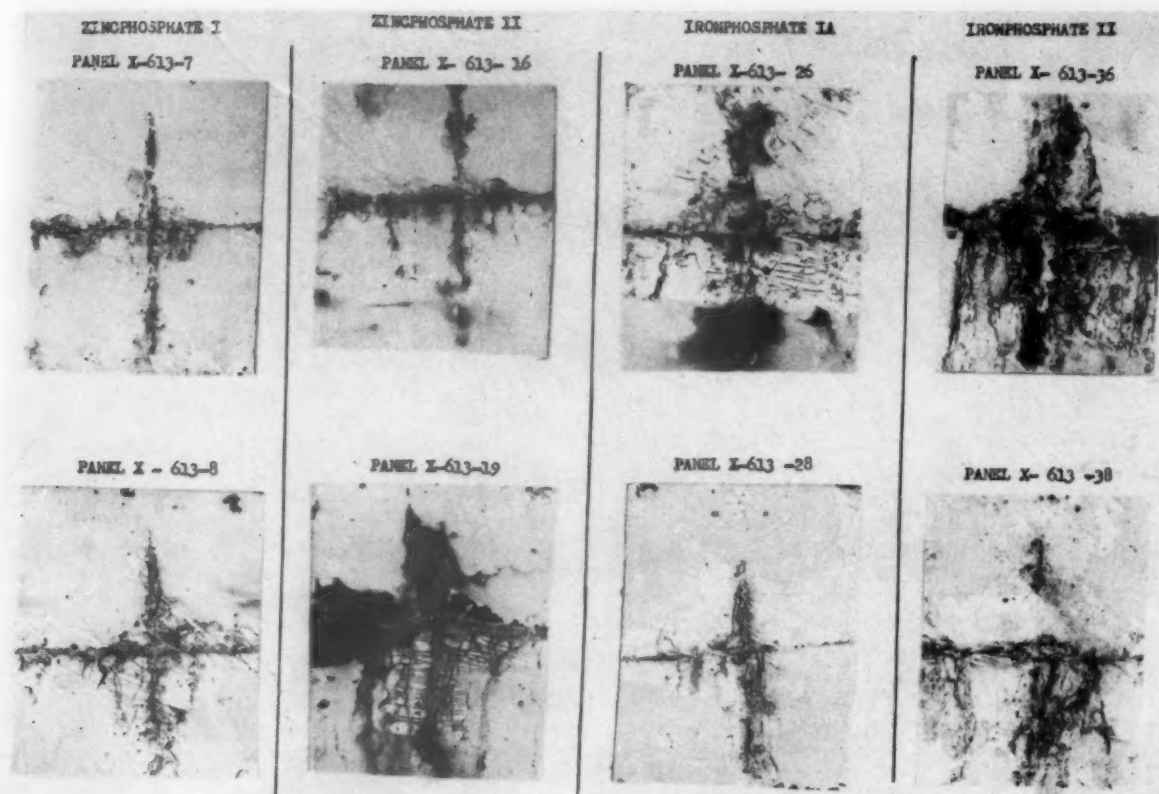 ZINCPHOSPHATE I
ZINCPHOSPHATE II
IRONPHOSPHATE IA
IRONPHOSPHATE II
PANEL X-613-7
PANEL X- 613- 16
PANEL X-613- 26
PANEL X- 613-36
PANEL X - 613-8
PANEL X-613-19
PANEL X-613 -28
PANEL X- 613 -38